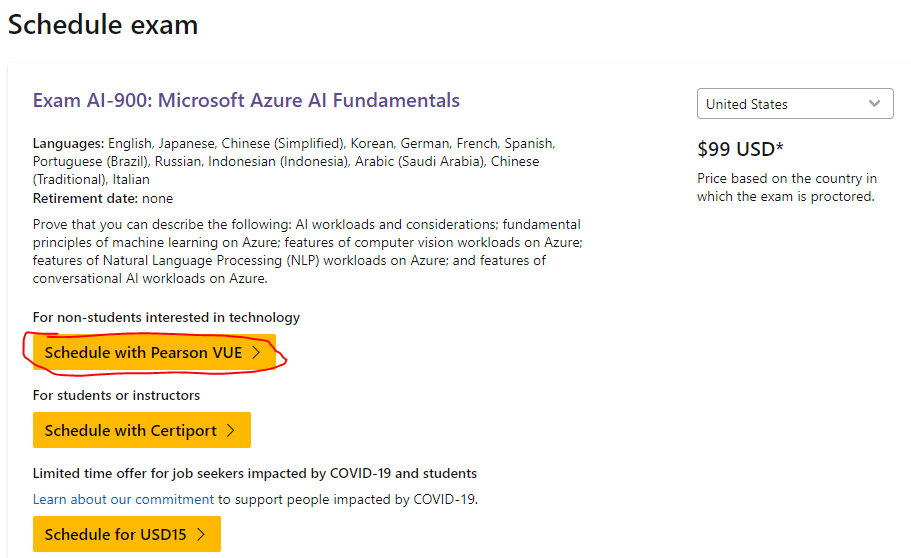 Schedule exam
Exam AI-900: Microsoft Azure AI Fundamentals
Languages: English, Japanese, Chinese (Simplified), Korean, German, French, Spanish,
Portuguese (Brazil), Russian, Indonesian (Indonesia), Arabic (Saudi Arabia), Chinese
(Traditional), Italian
Retirement date: none
Prove that you can describe the following: AI workloads and considerations; fundamental
principles of machine learning on Azure; features of computer vision workloads on Azure;
features of Natural Language Processing (NLP) workloads on Azure; and features of
conversational AI workloads on Azure.
For non-students interested in technology
Schedule with Pearson VUE
For students or instructors
Schedule with Certiport
Limited time offer for job seekers impacted by COVID-19 and students
Learn about our commitment to support people impacted by COVID-19.
Schedule for USD15
United States
$99 USD*
Price based on the country in
which the exam is proctored.